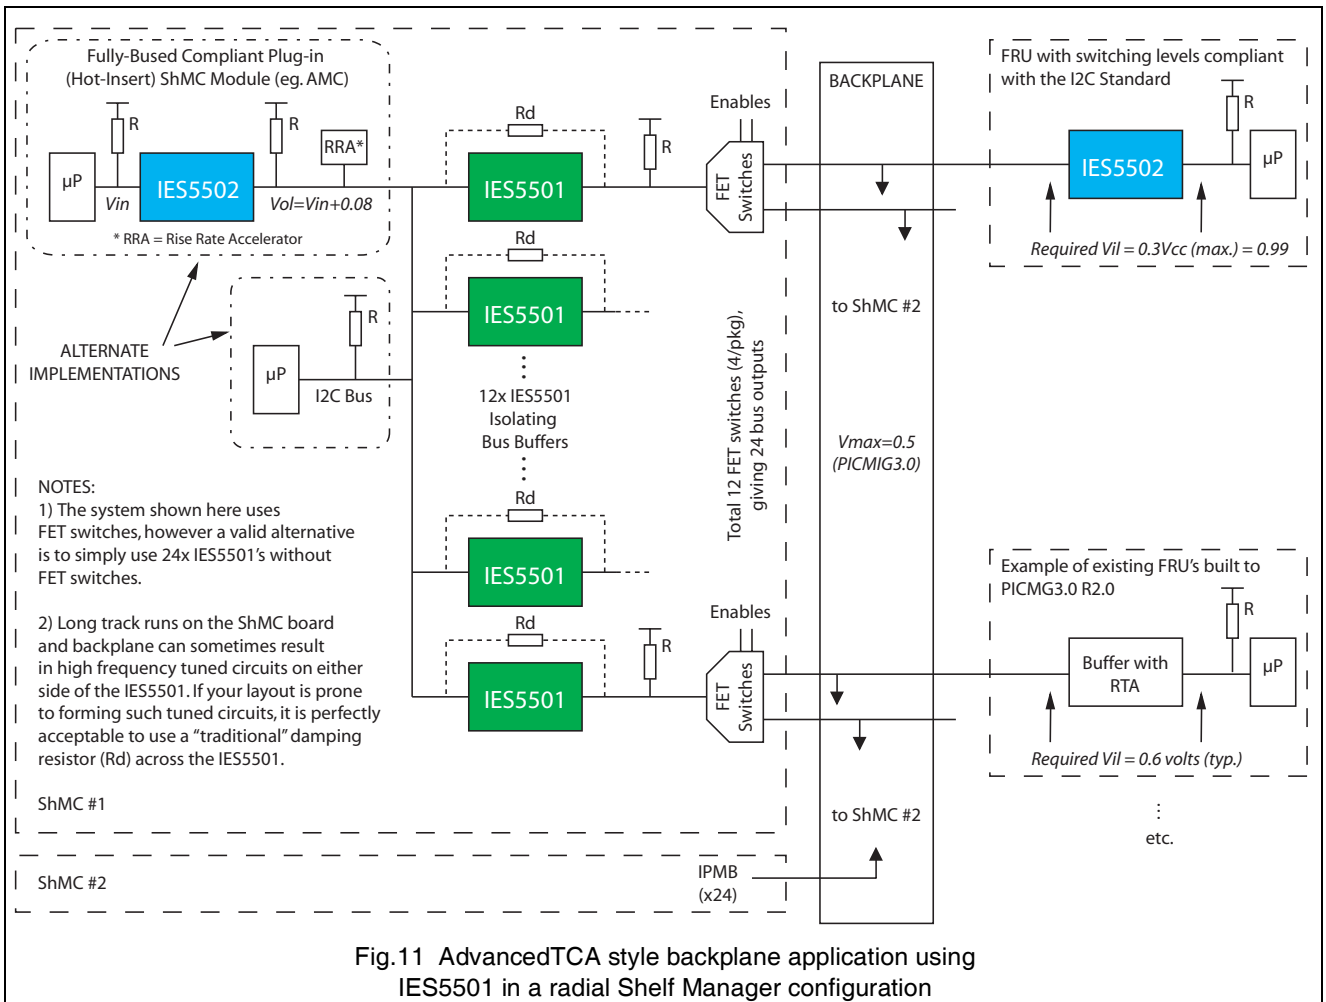 Fully-Bused Compliant Plug-in
(Hot-Insert) ShMC Module (eg. AMC)
R
R
RRA*
µP
IES5502
Vin
Vol=Vin+0.08
* RRA = Rise Rate Accelerator
ALTERNATE
IMPLEMENTATIONS
R
µP
I2C Bus
Rd
IES5501
R
Rd
IES5501
12x IES5501
Isolating
Bus Buffers
Rd
IES5501
Rd
IES5501
R
Enables
FET
Switches
Total 12 FET switches (4/pkg),
giving 24 bus outputs
Enables
FET
Switches
NOTES:
1) The system shown here uses
FET switches, however a valid alternative
is to simply use 24x IES5501's without
FET switches.
2) Long track runs on the ShMC board
and backplane can sometimes result
in high frequency tuned circuits on either
side of the IES5501. If your layout is prone
to forming such tuned circuits, it is perfectly
acceptable to use a “traditional” damping
resistor (Rd) across the IES5501.
ShMC #1
ShMC #2
IPMB
(x24)
BACKPLANE
to ShMC #2
Vmax=0.5
(PICMIG3.0)
to ShMC #2
FRU with switching levels compliant
with the I2C Standard
R
IES5502
µP
Required Vil = 0.3Vcc (max.) = 0.99
Example of existing FRU's built to
PICMG3.0 R2.0
R
Buffer with
RTA
µP
Required Vil = 0.6 volts (typ.)
etc.
Fig.11 AdvancedTCA style backplane application using
IES5501 in a radial Shelf Manager configuration